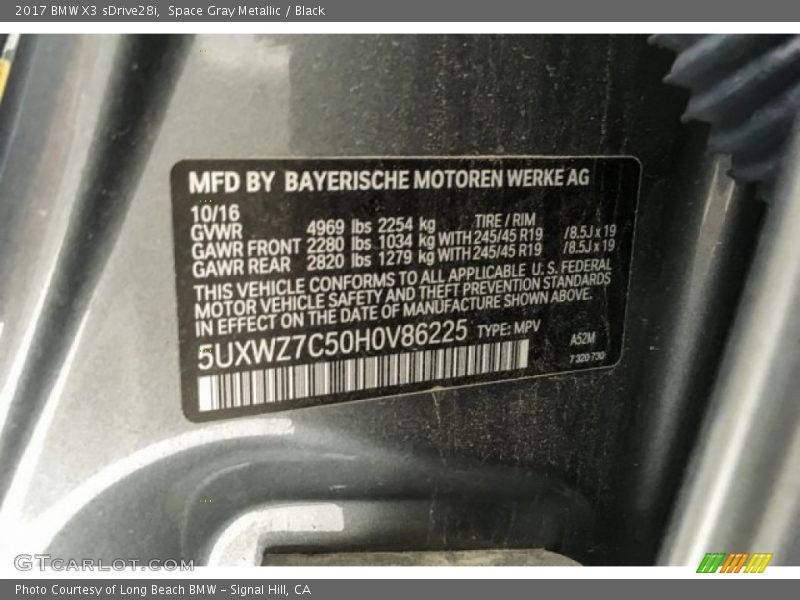 2017 BMW X3 sDrive28i, Space Gray Metallic / Black
MFD BY BAYERISCHE MOTOREN WERKE AG
10/16 TIRE / RIM
GVWR 4969 lbs 2254 kg
GAWR FRONT 2280 lbs 1034 kg WITH 245/45 R19 /8.5J x 19
GAWR REAR 2820 lbs 1279 kg WITH 245/45 R19 /8.5J x 19
THIS VEHICLE CONFORMS TO ALL APPLICABLE U.S. FEDERAL
MOTOR VEHICLE SAFETY AND THEFT PREVENTION STANDARDS
IN EFFECT ON THE DATE OF MANUFACTURE SHOWN ABOVE.
5UXWZ7C50H0V86225 TYPE: MPV A52M
7 320 730
GTCARLOT.COM
Photo Courtesy of Long Beach BMW - Signal Hill, CA